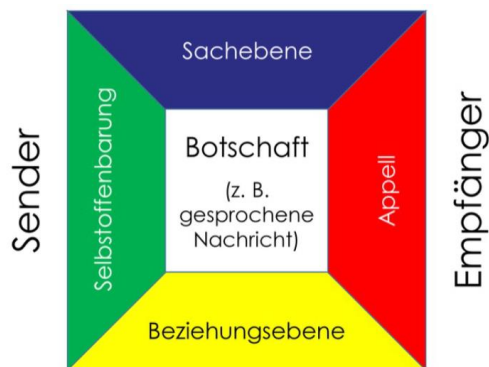 Sachebene
Sender
Selbstoffenbarung
Botschaft
(z. B.
gesprochene
Nachricht)
Appell
Empfänger
Beziehungsebene